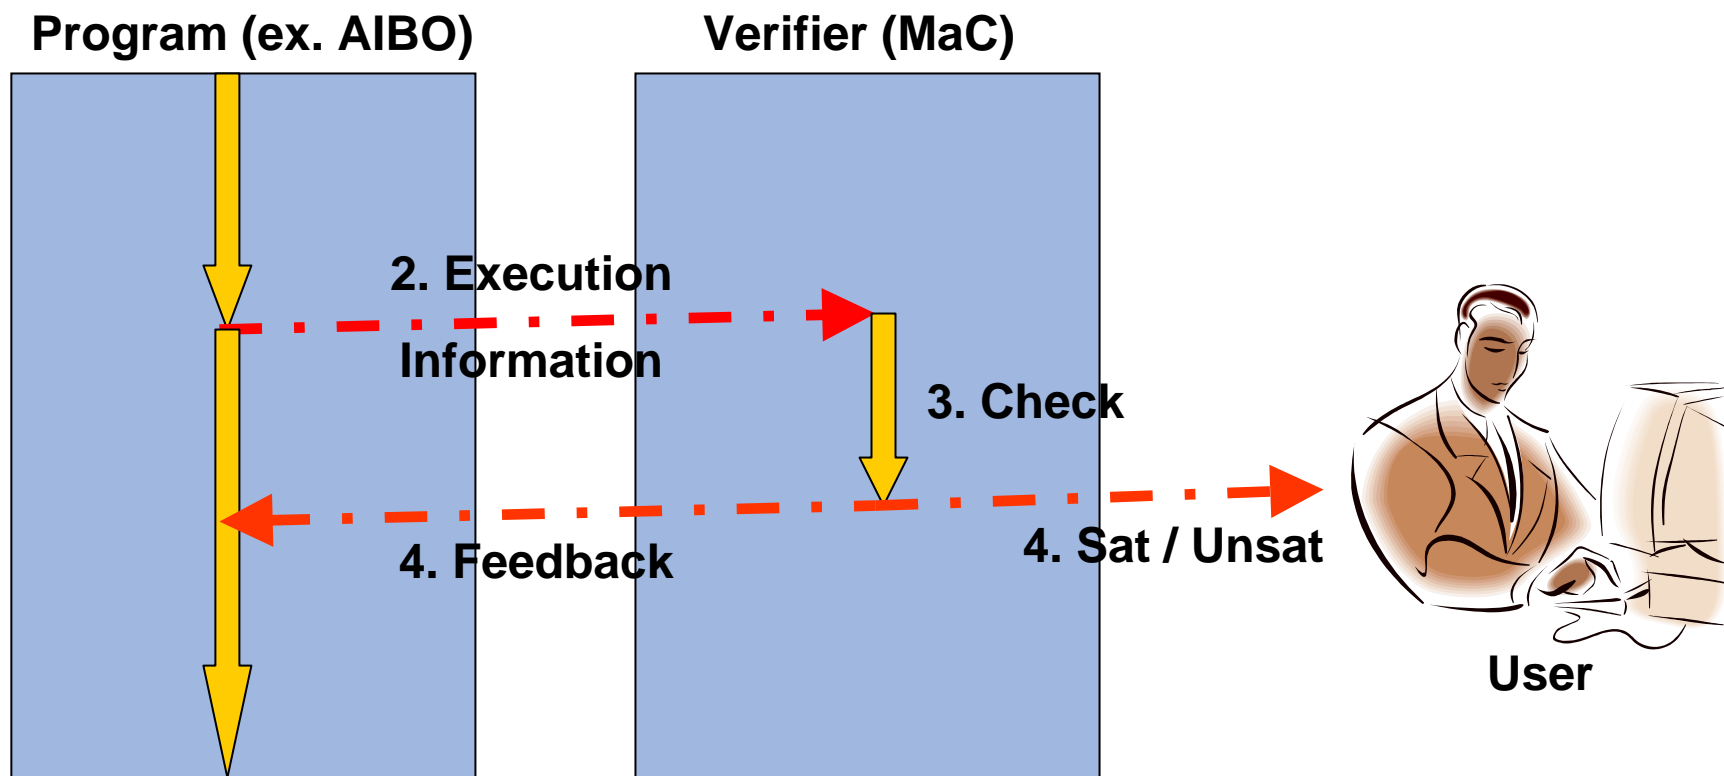 Program (ex. AIBO)
Verifier (MaC)
2. Execution
Information
3. Check
4. Feedback
4. Sat / Unsat
User